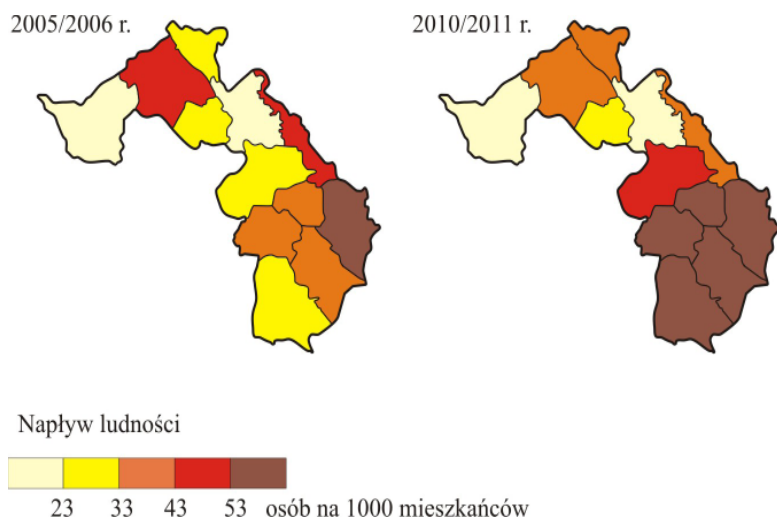 2005/2006 r.
2010/2011 r.
Napływ ludności
23 33 43 53 osób na 1000 mieszkańców